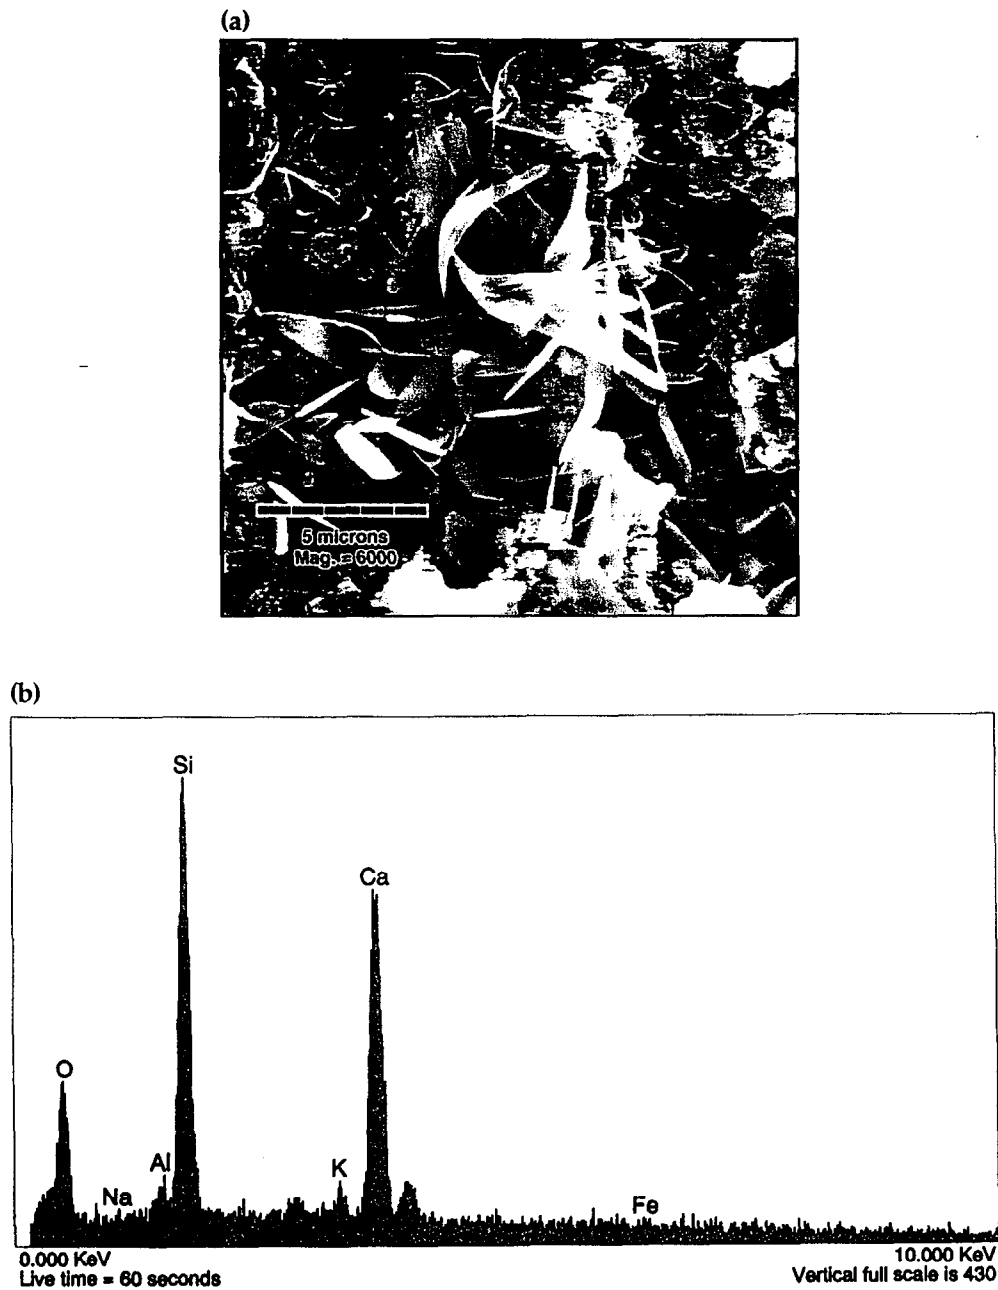 (a)
5 microns
Mag. = 6000
(b)
Si
Ca
O
Al
K
Na
Fe
0.000 KeV
10.000 KeV
Live time = 60 seconds
Vertical full scale is 430